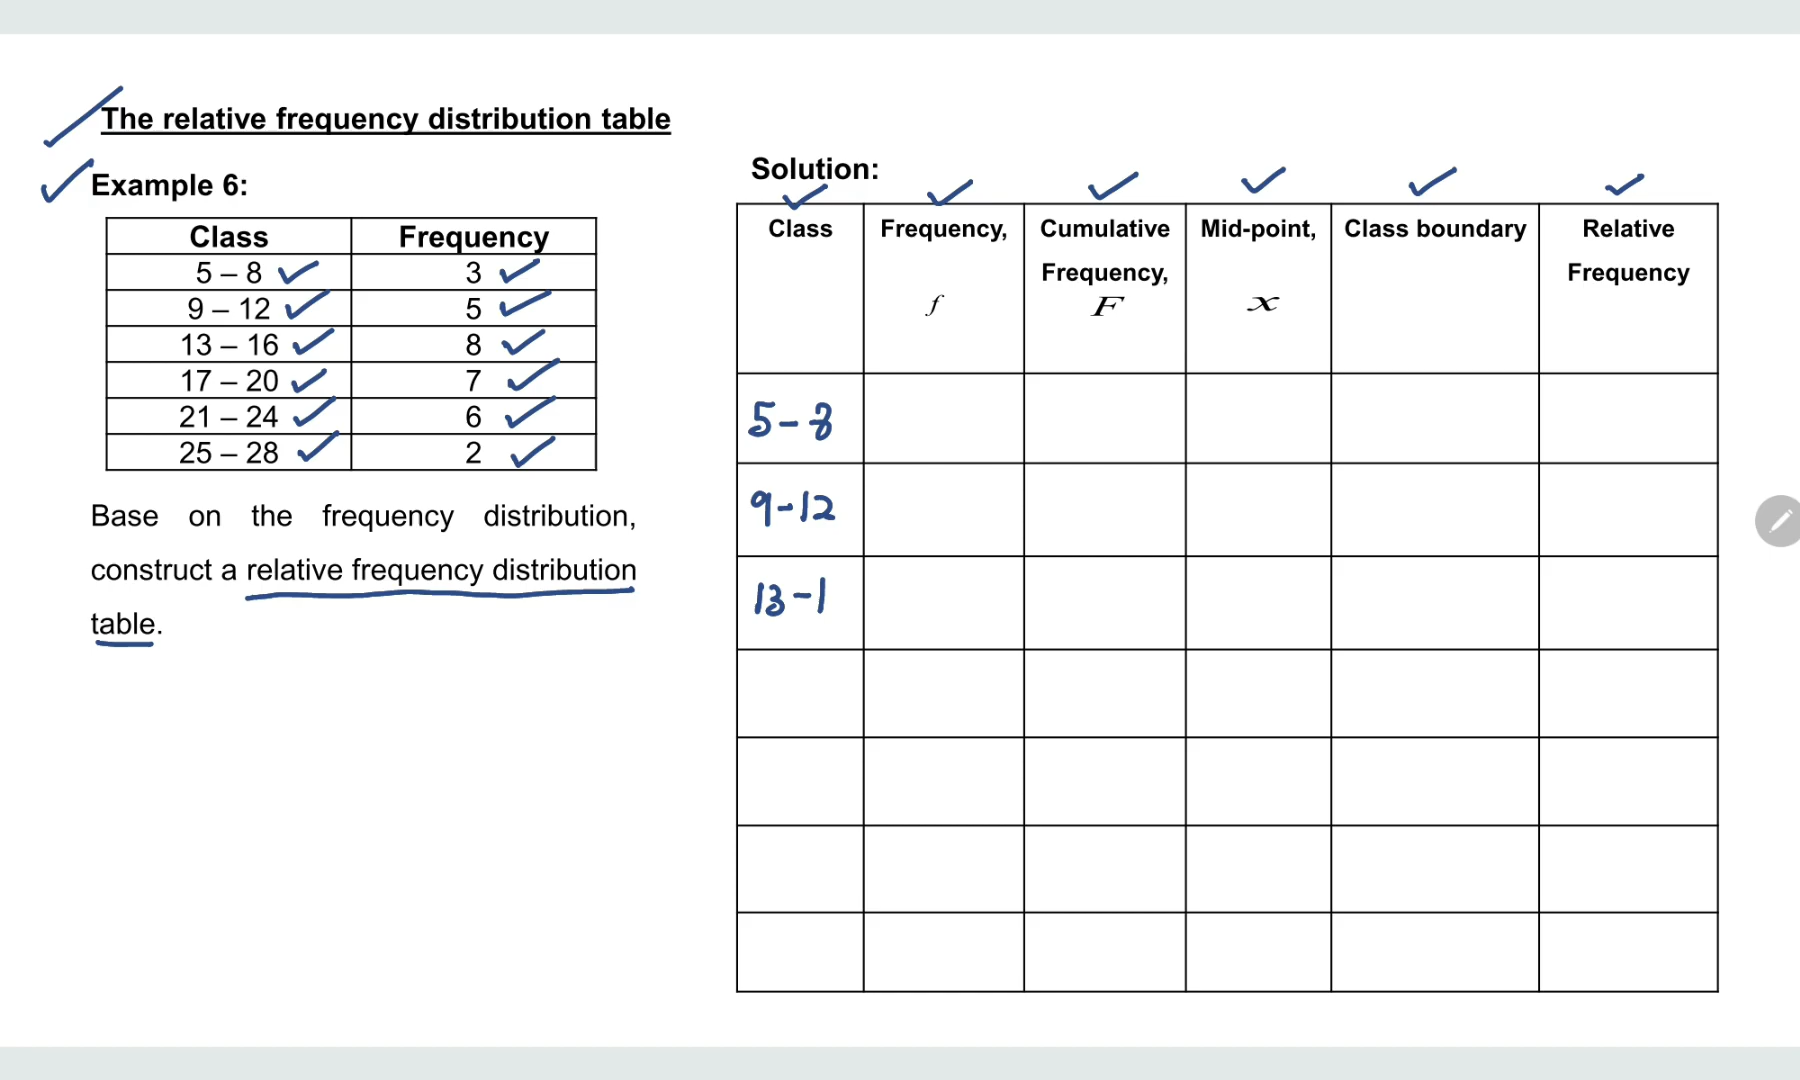 The relative frequency distribution table
Example 6:
Class Frequency
5 – 8 3
9 – 12 5
13 – 16 8
17 – 20 7
21 – 24 6
25 – 28 2
Base on the frequency distribution,
construct a relative frequency distribution
table.
Solution:
Class Frequency, Cumulative Mid-point, Class boundary Relative
Frequency, Frequency
f F x
5-8
9-12
13-1